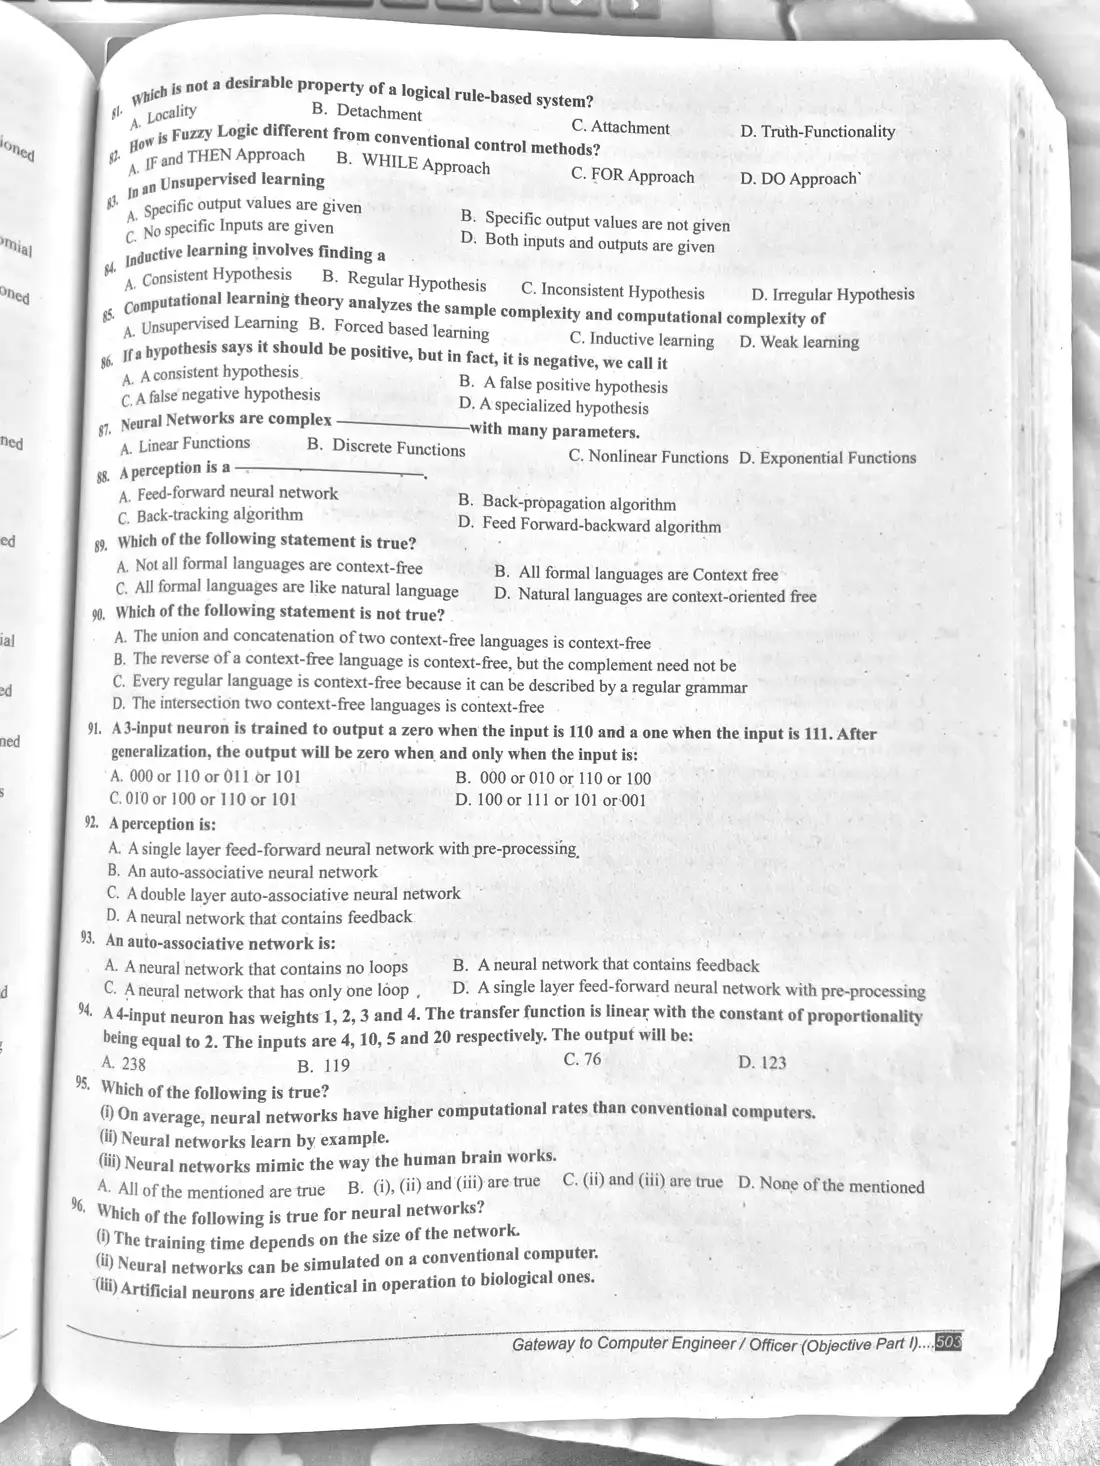 81. Which is not a desirable property of a logical rule-based system?
A. Locality B. Detachment C. Attachment D. Truth-Functionality
82. How is Fuzzy Logic different from conventional control methods?
A. IF and THEN Approach B. WHILE Approach C. FOR Approach D. DO Approach
83. In an Unsupervised learning
A. Specific output values are given B. Specific output values are not given
C. No specific Inputs are given D. Both inputs and outputs are given
84. Inductive learning involves finding a
A. Consistent Hypothesis B. Regular Hypothesis C. Inconsistent Hypothesis D. Irregular Hypothesis
85. Computational learning theory analyzes the sample complexity and computational complexity of
A. Unsupervised Learning B. Forced based learning C. Inductive learning D. Weak learning
86. If a hypothesis says it should be positive, but in fact, it is negative, we call it
A. A consistent hypothesis B. A false positive hypothesis
C. A false negative hypothesis D. A specialized hypothesis
87. Neural Networks are complex ____________ with many parameters.
A. Linear Functions B. Discrete Functions C. Nonlinear Functions D. Exponential Functions
88. A perception is a ____________.
A. Feed-forward neural network B. Back-propagation algorithm
C. Back-tracking algorithm D. Feed Forward-backward algorithm
89. Which of the following statement is true?
A. Not all formal languages are context-free B. All formal languages are Context free
C. All formal languages are like natural language D. Natural languages are context-oriented free
90. Which of the following statement is not true?
A. The union and concatenation of two context-free languages is context-free
B. The reverse of a context-free language is context-free, but the complement need not be
C. Every regular language is context-free because it can be described by a regular grammar
D. The intersection two context-free languages is context-free
91. A 3-input neuron is trained to output a zero when the input is 110 and a one when the input is 111. After
generalization, the output will be zero when and only when the input is:
A. 000 or 110 or 011 or 101 B. 000 or 010 or 110 or 100
C. 010 or 100 or 110 or 101 D. 100 or 111 or 101 or 001
92. A perception is:
A. A single layer feed-forward neural network with pre-processing
B. An auto-associative neural network
C. A double layer auto-associative neural network
D. A neural network that contains feedback
93. An auto-associative network is:
A. A neural network that contains no loops B. A neural network that contains feedback
C. A neural network that has only one loop D. A single layer feed-forward neural network with pre-processing
94. A 4-input neuron has weights 1, 2, 3 and 4. The transfer function is linear with the constant of proportionality
being equal to 2. The inputs are 4, 10, 5 and 20 respectively. The output will be:
A. 238 B. 119 C. 76 D. 123
95. Which of the following is true?
(i) On average, neural networks have higher computational rates than conventional computers.
(ii) Neural networks learn by example.
(iii) Neural networks mimic the way the human brain works.
A. All of the mentioned are true B. (i), (ii) and (iii) are true C. (ii) and (iii) are true D. None of the mentioned
96. Which of the following is true for neural networks?
(i) The training time depends on the size of the network.
(ii) Neural networks can be simulated on a conventional computer.
(iii) Artificial neurons are identical in operation to biological ones.
Gateway to Computer Engineer / Officer (Objective Part I)....503